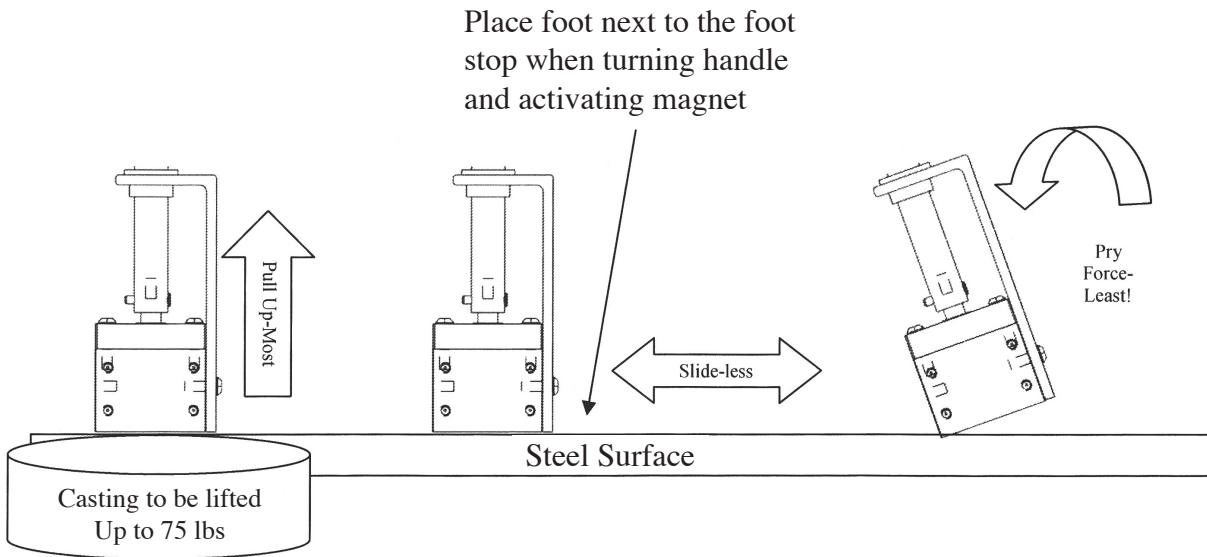 Place foot next to the foot
stop when turning handle
and activating magnet
Pull Up-Most
Slide-less
Pry
Force-
Least!
Steel Surface
Casting to be lifted
Up to 75 lbs